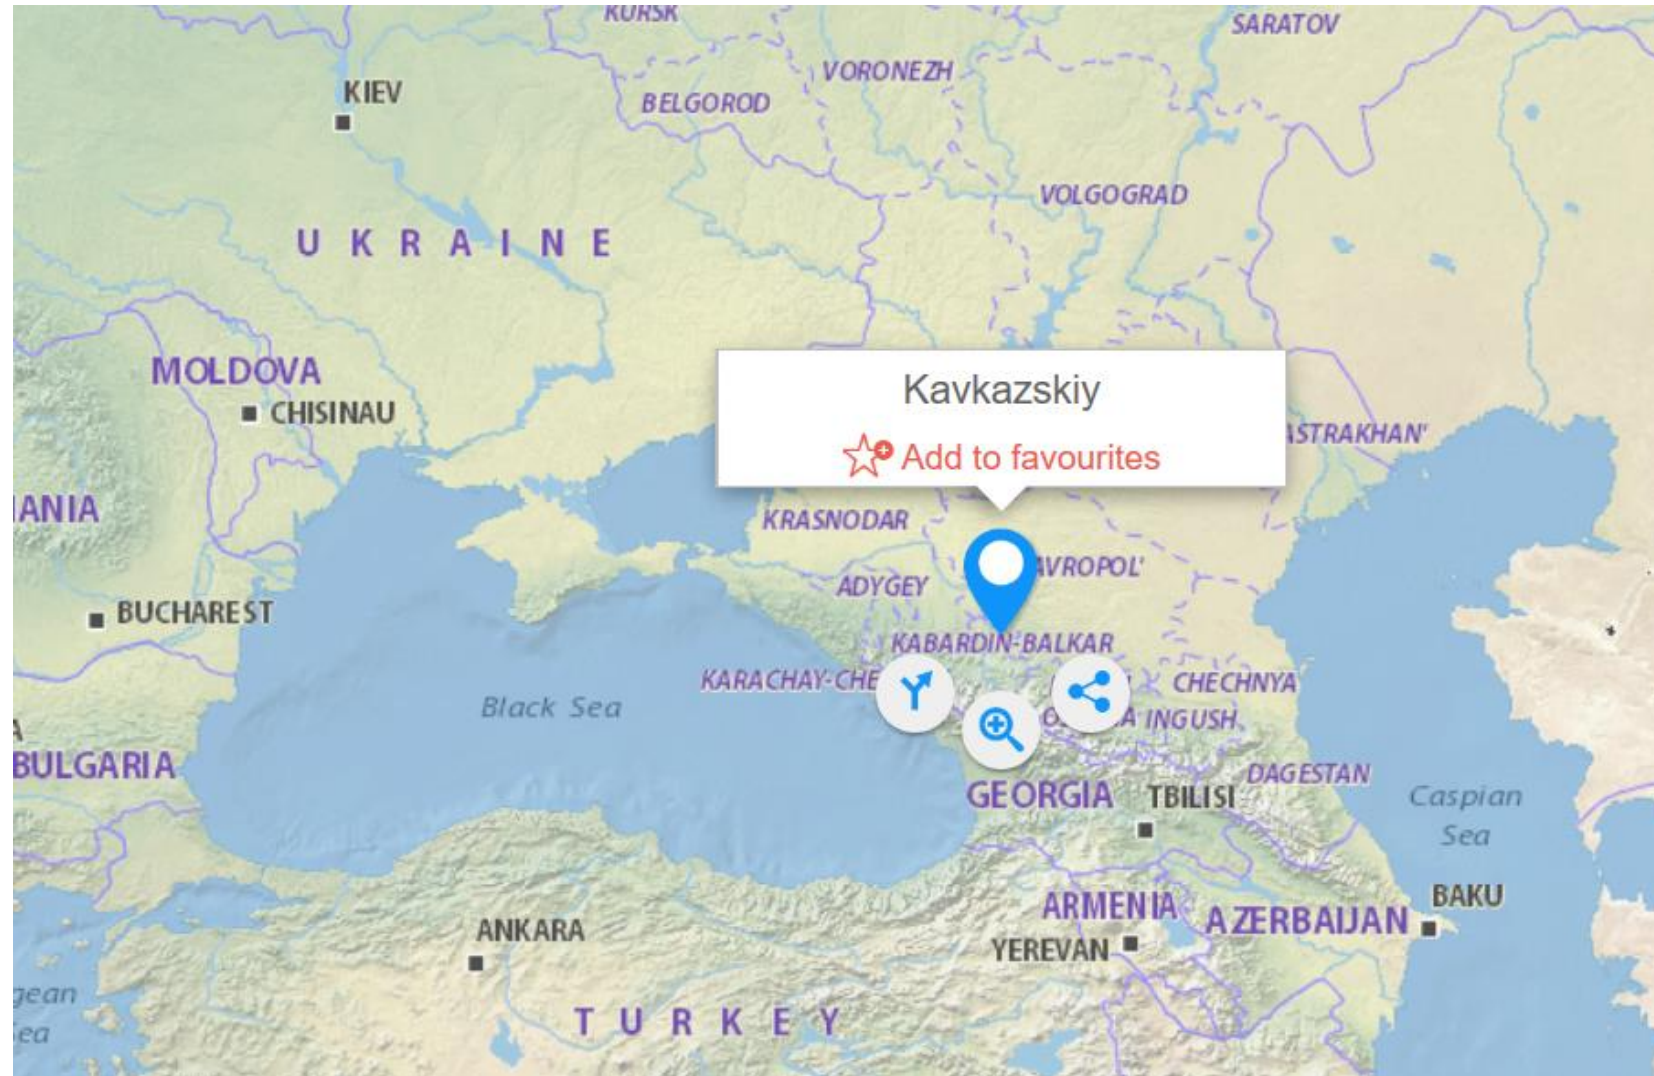 KURSK
SARATOV
VORONEZH
KIEV
BELGOROD
VOLGOGRAD
UKRAINE
MOLDOVA
CHISINAU
Kavkazskiy
Add to favourites
ASTRAKHAN'
ANIA
KRASNODAR
AVROPOL'
ADYGEY
BUCHAREST
KABARDIN-BALKAR
KARACHAY-CHE
CHECHNYA
Black Sea
INGUSH
BULGARIA
DAGESTAN
GEORGIA
TBILISI
Caspian
Sea
BAKU
ARMENIA
AZERBAIJAN
ANKARA
YEREVAN
gean
ea
TURKEY